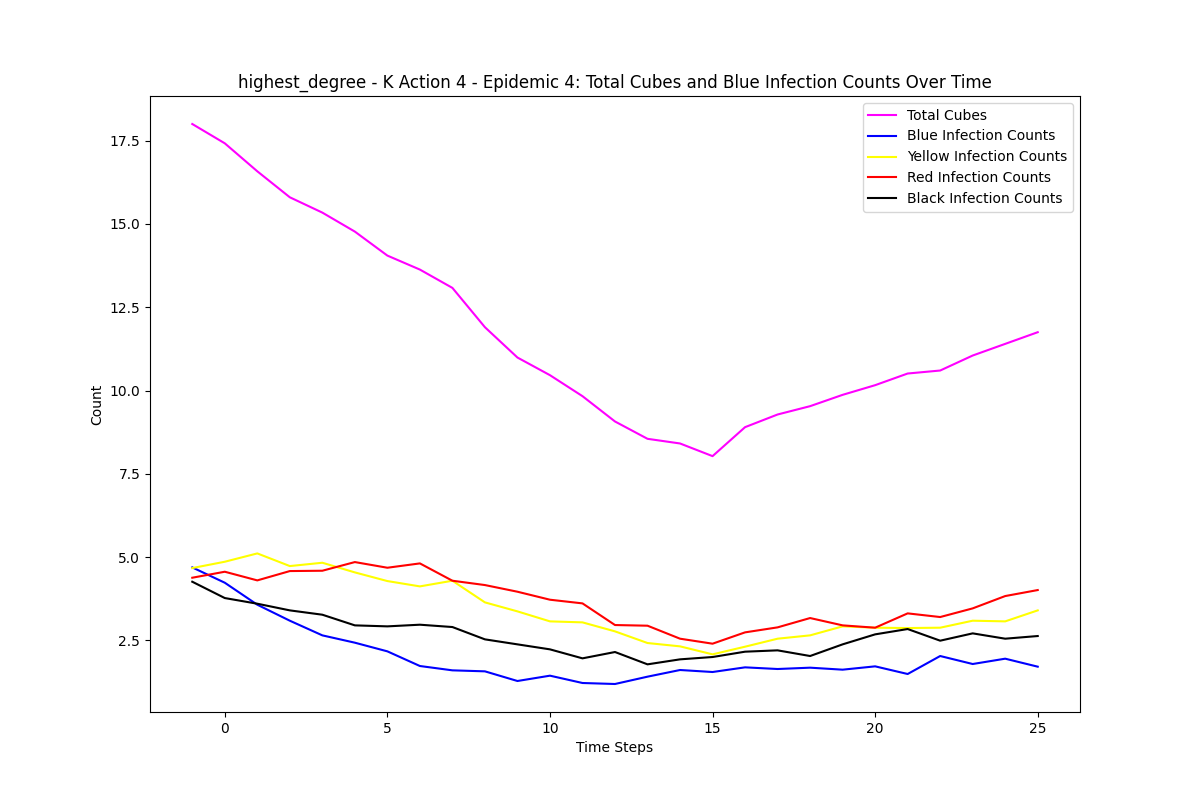 highest_degree - K Action 4 - Epidemic 4: Total Cubes and Blue Infection Counts Over Time
Total Cubes
Blue Infection Counts
Yellow Infection Counts
Red Infection Counts
Black Infection Counts
17.5
15.0
12.5
10.0
7.5
5.0
2.5
Count
0
5
10
15
20
25
Time Steps